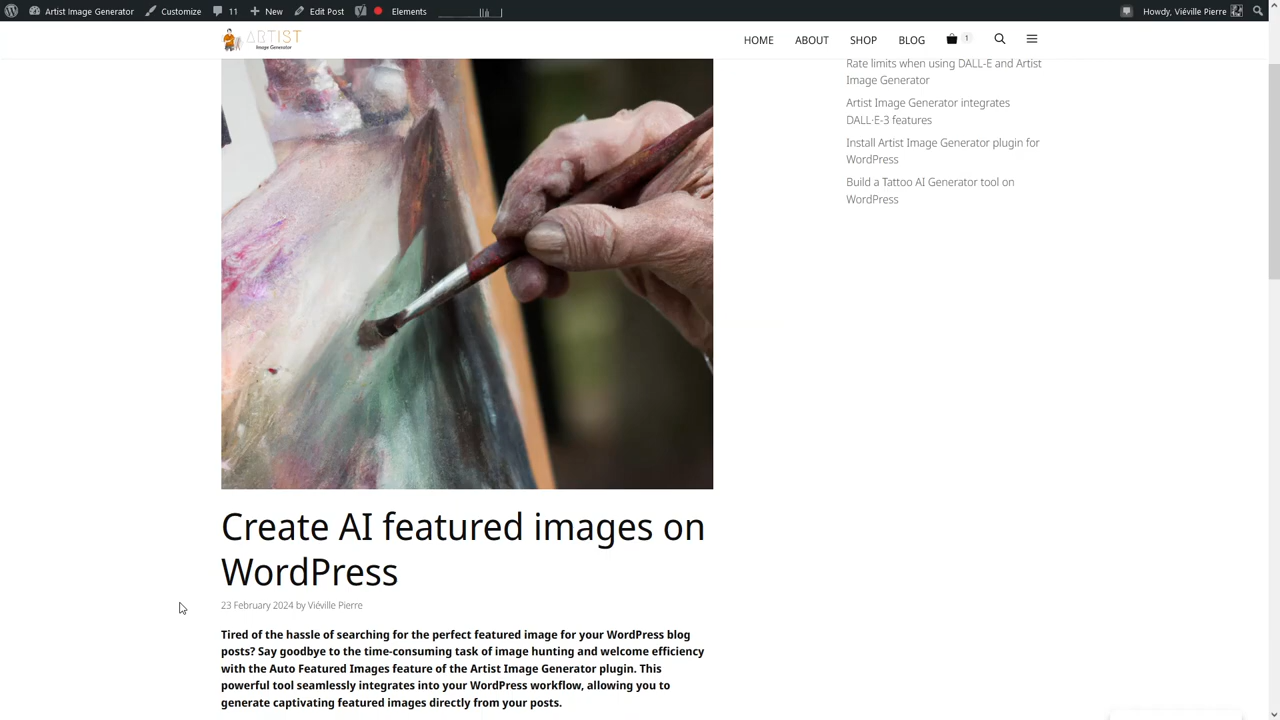 Artist Image Generator Customize 11 New Edit Post Elements Howdy, Viéville Pierre
ARTIST
Image Generator
HOME ABOUT SHOP BLOG 1
Rate limits when using DALL-E and Artist
Image Generator
Artist Image Generator integrates
DALL·E-3 features
Install Artist Image Generator plugin for
WordPress
Build a Tattoo AI Generator tool on
WordPress
Create AI featured images on
WordPress
23 February 2024 by Viéville Pierre
Tired of the hassle of searching for the perfect featured image for your WordPress blog
posts? Say goodbye to the time-consuming task of image hunting and welcome efficiency
with the Auto Featured Images feature of the Artist Image Generator plugin. This
powerful tool seamlessly integrates into your WordPress workflow, allowing you to
generate captivating featured images directly from your posts.